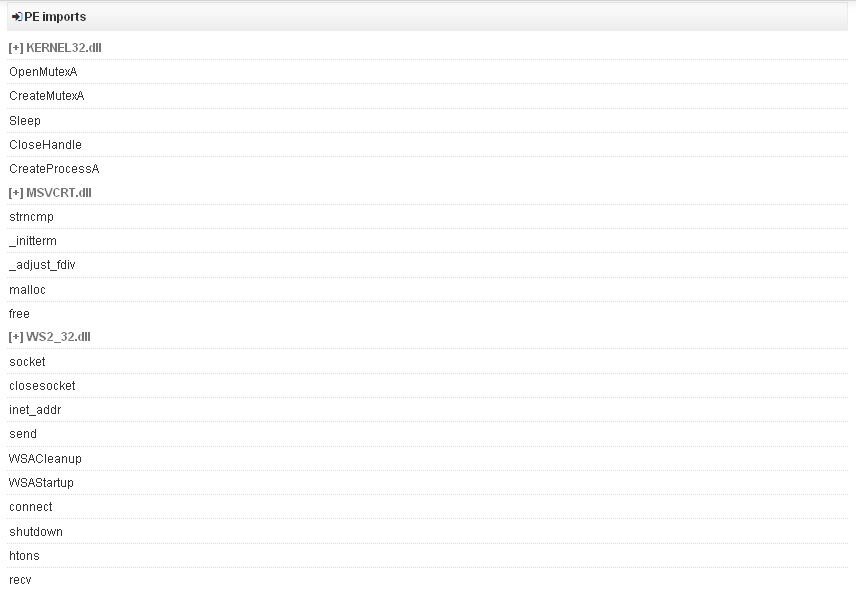 PE imports
[+] KERNEL32.dll
OpenMutexA
CreateMutexA
Sleep
CloseHandle
CreateProcessA
[+] MSVCRT.dll
strncmp
_initterm
_adjust_fdiv
malloc
free
[+] WS2_32.dll
socket
closesocket
inet_addr
send
WSACleanup
WSAStartup
connect
shutdown
htons
recv